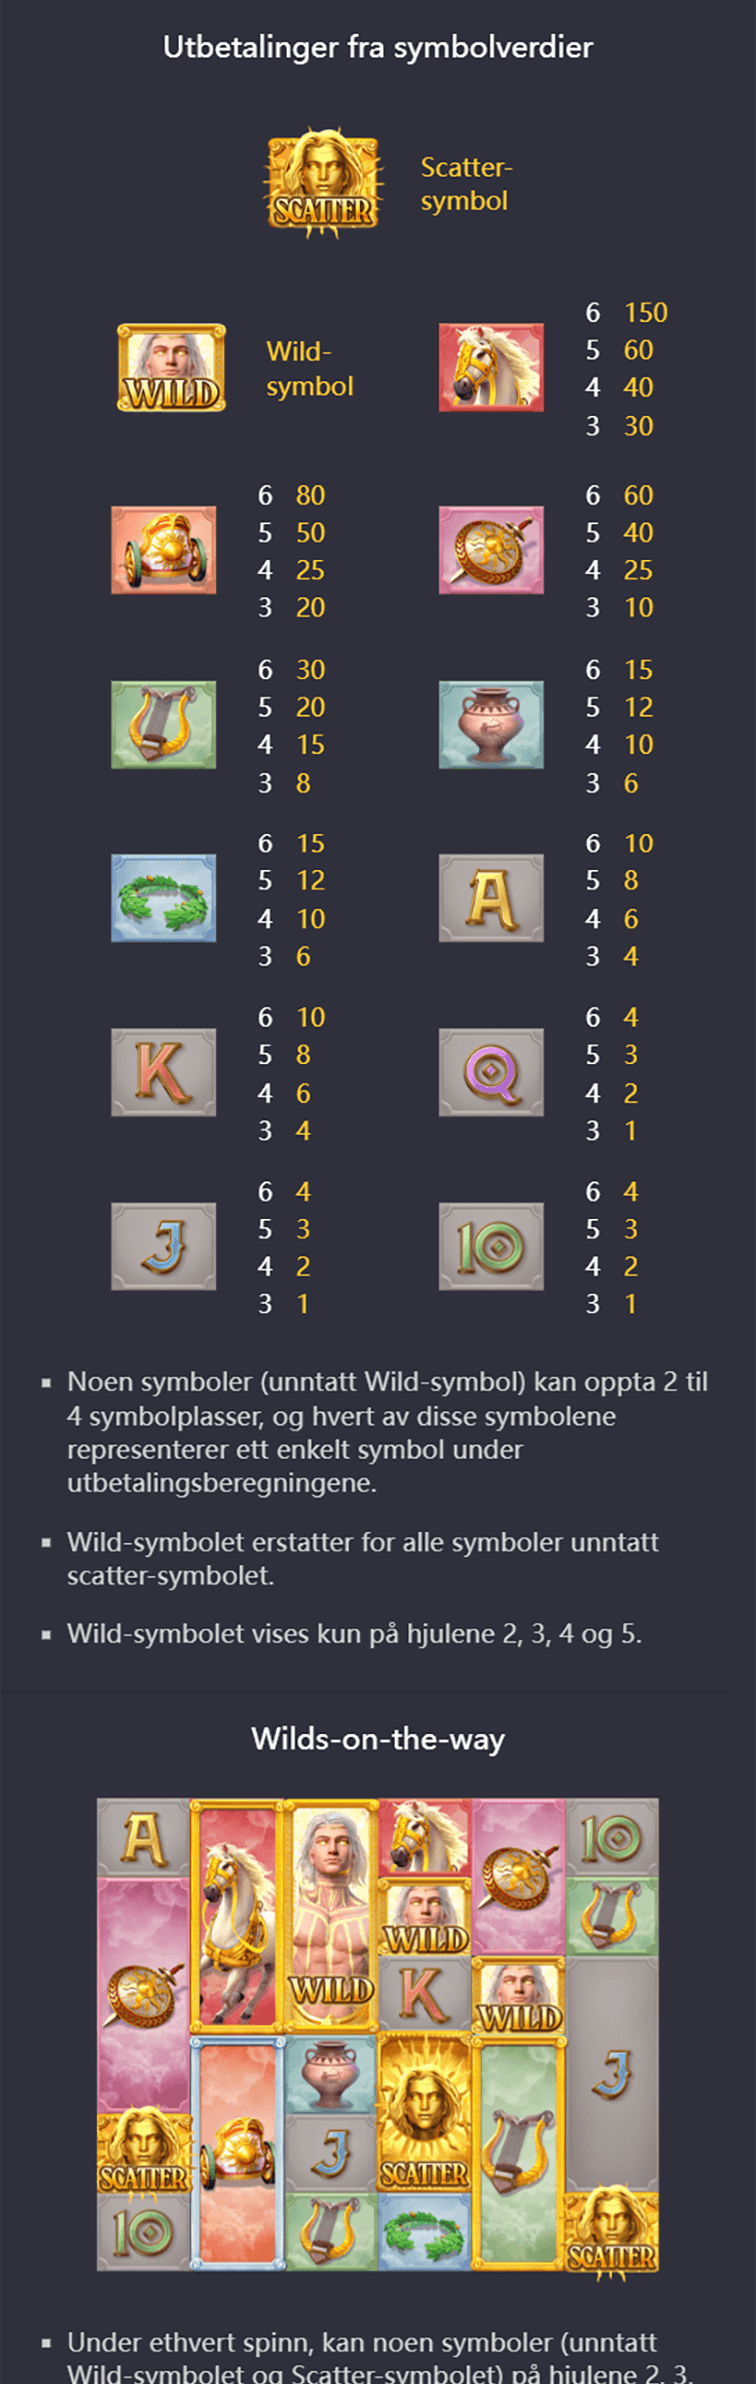 Utbetalinger fra symbolverdier
SCATTER
Scatter-
symbol
WILD
Wild-
symbol
6 150
5 60
4 40
3 30
6 80
5 50
4 25
3 20
6 60
5 40
4 25
3 10
6 30
5 20
4 15
3 8
6 15
5 12
4 10
3 6
6 15
5 12
4 10
3 6
A
6 10
5 8
6 4
4 6
3 4
K
6 10
5 8
4 6
3 4
Q
6 4
5 3
4 2
3 1
J
6 4
5 3
4 2
3 1
10
6 4
5 3
4 2
3 1
▪ Noen symboler (unntatt Wild-symbol) kan oppta 2 til
4 symbolplasser, og hvert av disse symbolene
representerer ett enkelt symbol under
utbetalingsberegningene.
▪ Wild-symbolet erstatter for alle symboler unntatt
scatter-symbolet.
▪ Wild-symbolet vises kun på hjulene 2, 3, 4 og 5.
Wilds-on-the-way
A
10
WILD
WILD
K
WILD
J
SCATTER
SCATTER
J
10
SCATTER
▪ Under ethvert spinn, kan noen symboler (unntatt
Wild-symbolet og Scatter-symbolet) på hjulene 2, 3,